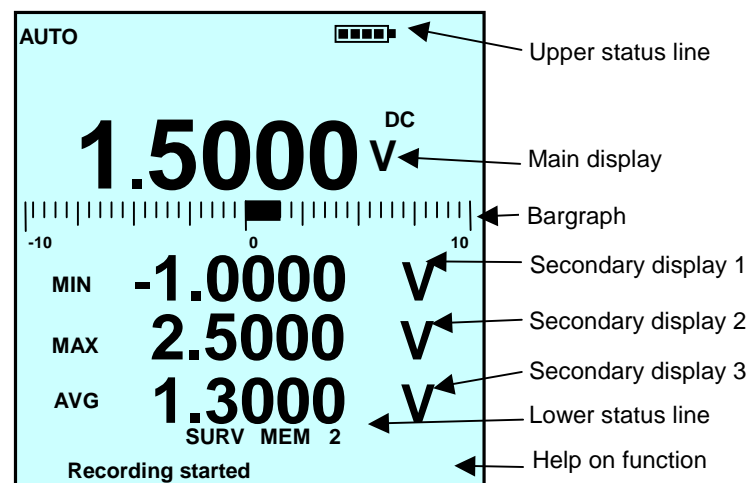 AUTO
Upper status line
DC
1.5000 V
Main display
Bargraph
-10 0 10
MIN -1.0000 V
Secondary display 1
MAX 2.5000 V
Secondary display 2
AVG 1.3000 V
Secondary display 3
SURV MEM 2
Lower status line
Recording started
Help on function